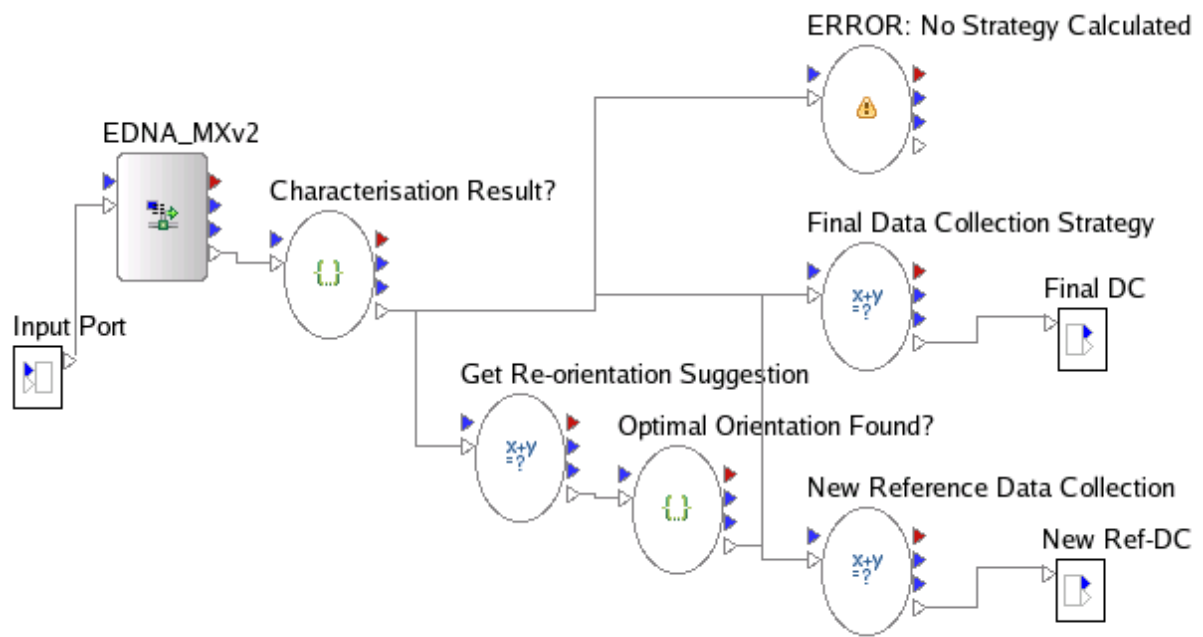 ERROR: No Strategy Calculated
EDNA_MXv2
Characterisation Result?
{...}
Final Data Collection Strategy
x+y
=?
Final DC
Input Port
Get Re-orientation Suggestion
x+y
=?
Optimal Orientation Found?
{...}
New Reference Data Collection
x+y
=?
New Ref-DC